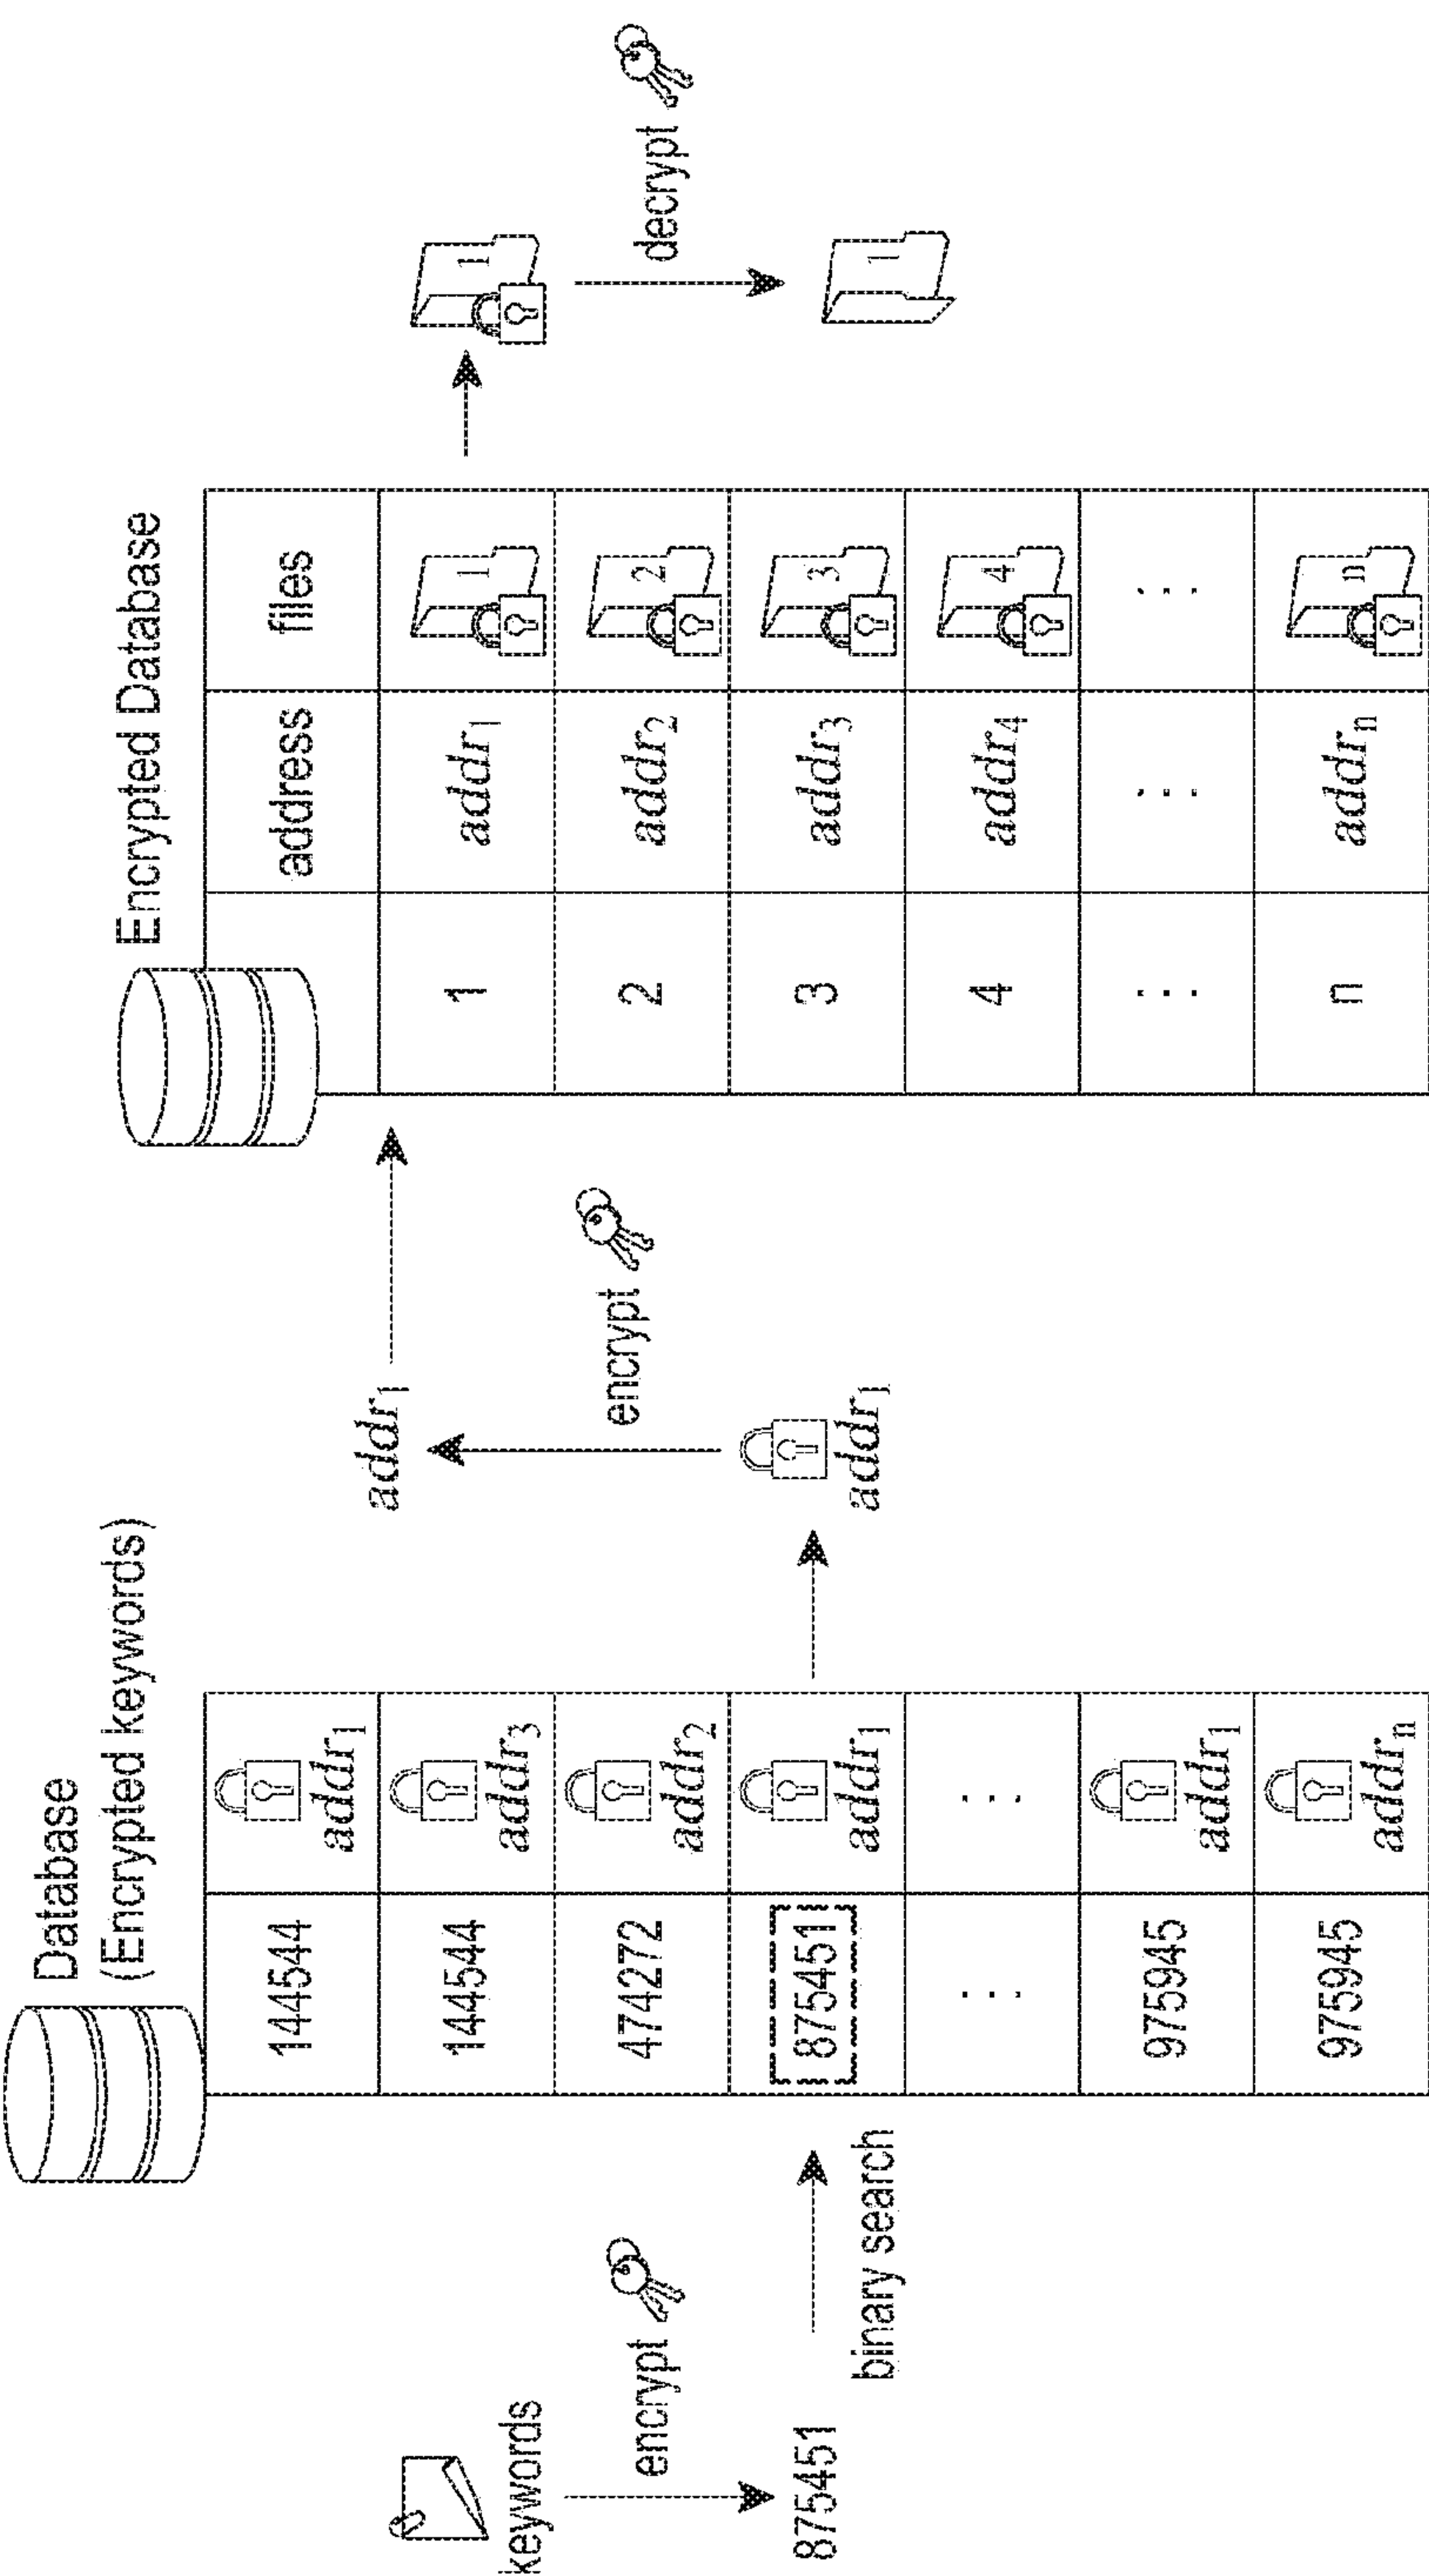 keywords
encrypt
875451
binary search
Database
(Encrypted keywords)
144544 addr1
144544 addr3
474272 addr2
875451 addr1
... ...
975945 addr1
975945 addrn
addr1
encrypt
addr1
Encrypted Database
address files
1 addr1 1
2 addr2 2
3 addr3 3
4 addr4 4
... ... ...
n addrn n
1
decrypt
1